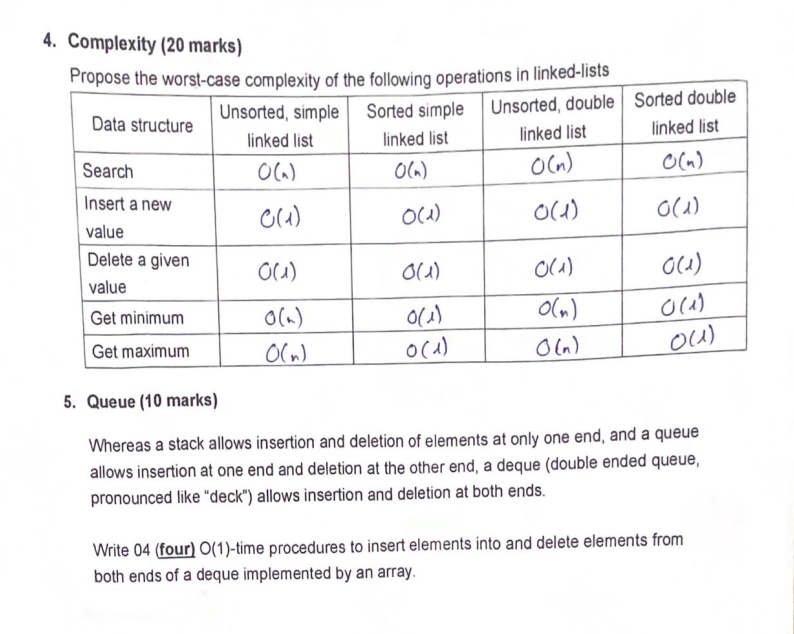 4. Complexity (20 marks)
Propose the worst-case complexity of the following operations in linked-lists
Data structure
Unsorted, simple
linked list
Sorted simple
linked list
Unsorted, double
linked list
Sorted double
linked list
Search O(n) O(n) O(n) O(n)
Insert a new
value
O(1) O(1) O(1) O(1)
Delete a given
value
O(1) O(1) O(1) O(1)
Get minimum O(n) O(1) O(n) O(1)
Get maximum O(n) O(1) O(n) O(1)
5. Queue (10 marks)
Whereas a stack allows insertion and deletion of elements at only one end, and a queue
allows insertion at one end and deletion at the other end, a deque (double ended queue,
pronounced like "deck") allows insertion and deletion at both ends.
Write 04 (four) O(1)-time procedures to insert elements into and delete elements from
both ends of a deque implemented by an array.